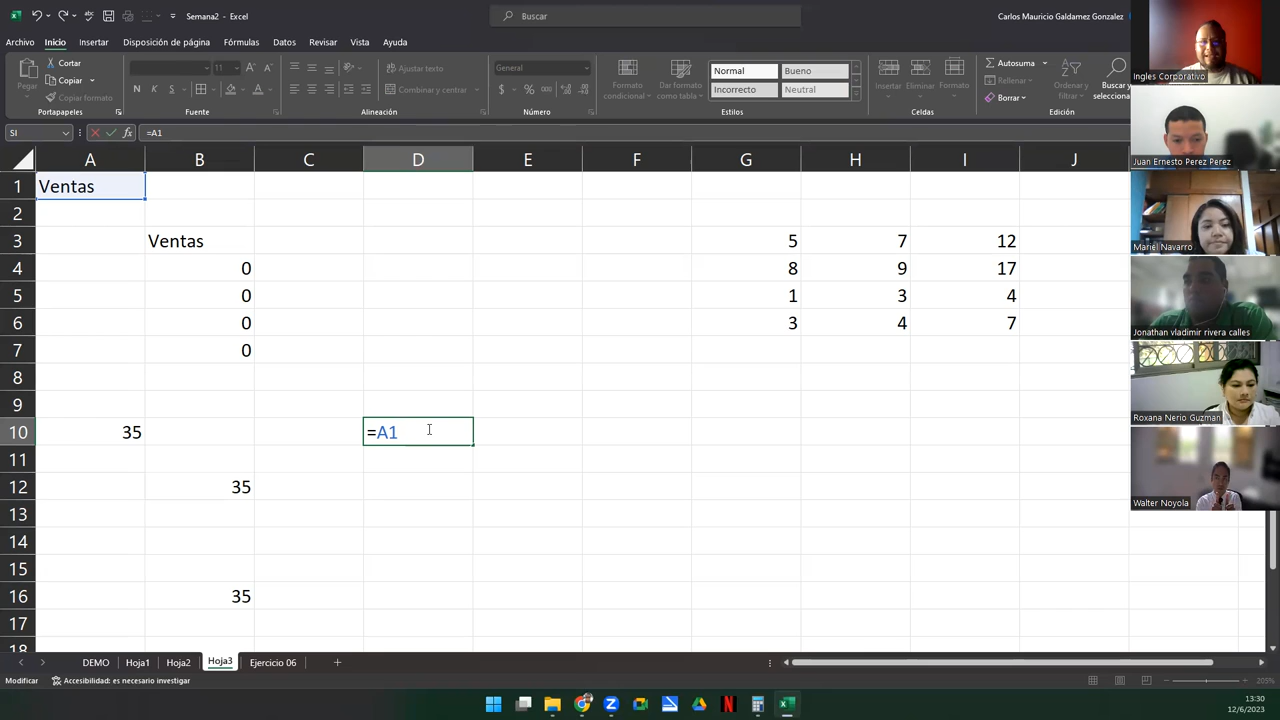 Semana2 - Excel
Buscar
Carlos Mauricio Galdamez Gonzalez
Archivo Inicio Insertar Disposición de página Fórmulas Datos Revisar Vista Ayuda
Pegar
Cortar
Copiar
Copiar formato
Portapapeles
11
N K S
Fuente
Ajustar texto
Combinar y centrar
Alineación
General
Número
Formato condicional
Dar formato como tabla
Normal Bueno
Incorrecto Neutral
Estilos
Insertar Eliminar Formato
Celdas
Autosuma
Rellenar
Borrar
Ordenar y filtrar
Buscar y
Edición
SI =A1
A B C D E F G H I J
1 Ventas
2
3 Ventas 5 7 12
4 0 8 9 17
5 0 1 3 4
6 0 3 4 7
7 0
8
9
10 35 =A1
11
12 35
13
14
15
16 35
17
18
DEMO Hoja1 Hoja2 Hoja3 Ejercicio 06
Modificar Accesibilidad: es necesario investigar 205%
13:30
12/6/2023
Ingles Corporativo
Juan Ernesto Perez Perez
Mariel Navarro
Jonathan vladimir rivera calles
Roxana Nerio Guzman
Walter Noyola